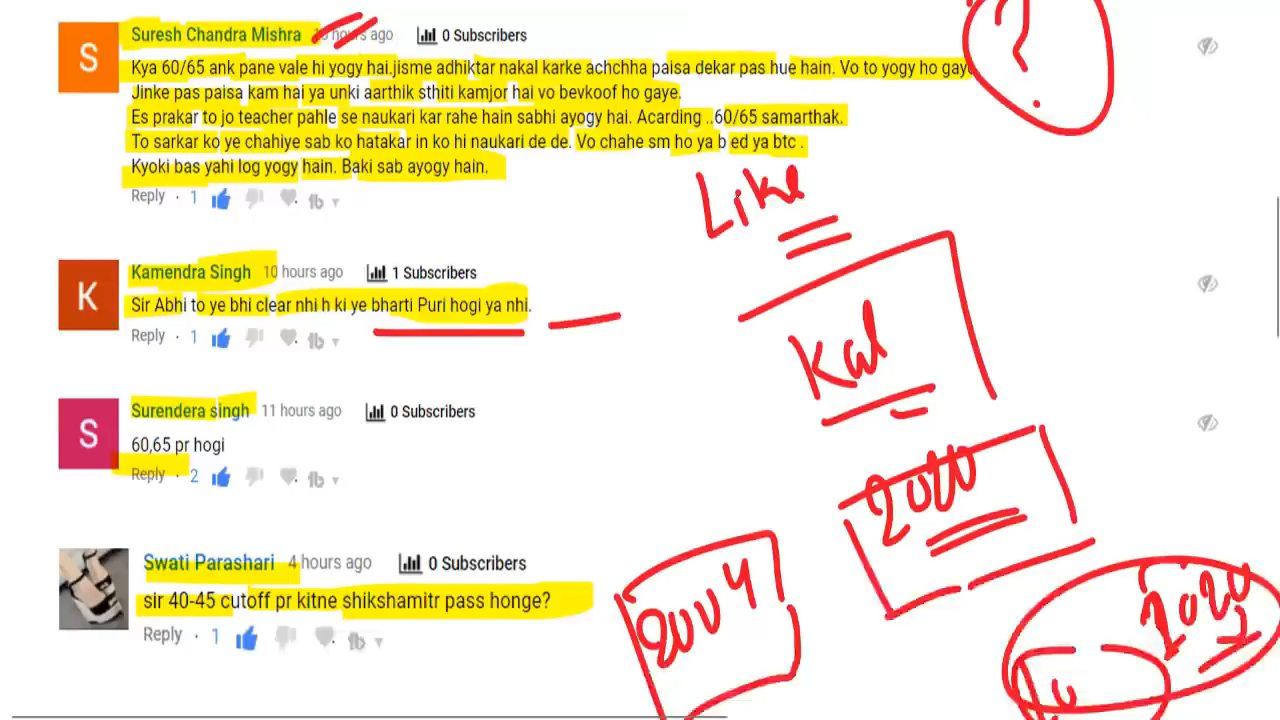 S
Suresh Chandra Mishra hours ago 0 Subscribers
Kya 60/65 ank pane vale hi yogy hai.jisme adhiktar nakal karke achchha paisa dekar pas hue hain. Vo to yogy ho gaye
Jinke pas paisa kam hai ya unki aarthik sthiti kamjor hai vo bevkoof ho gaye.
Es prakar to jo teacher pahle se naukari kar rahe hain sabhi ayogy hai. Acarding ..60/65 samarthak.
To sarkar ko ye chahiye sab ko hatakar in ko hi naukari de de. Vo chahe sm ho ya b ed ya btc .
Kyoki bas yahi log yogy hain. Baki sab ayogy hain.
Reply · 1
?
Like
K
Kamendra Singh 10 hours ago 1 Subscribers
Sir Abhi to ye bhi clear nhi h ki ye bharti Puri hogi ya nhi.
Reply · 1
Kal
S
Surendera singh 11 hours ago 0 Subscribers
60,65 pr hogi
Reply 2
Swati Parashari 4 hours ago 0 Subscribers
sir 40-45 cutoff pr kitne shikshamitr pass honge?
Reply · 1
2020